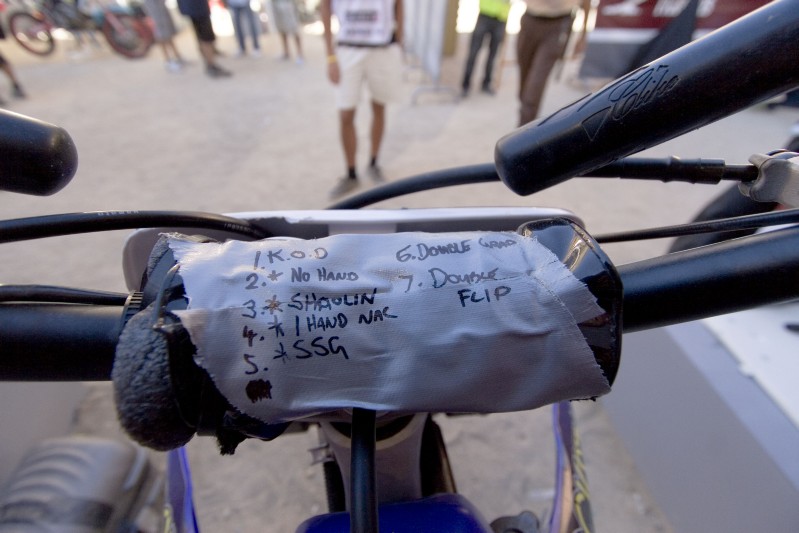 1. K.O.D
2. * NO HAND
3. * SHAOLIN
4. * 1 HAND NAC
5. * SSG
6. DOUBLE GRAB
7. DOUBLE
FLIP